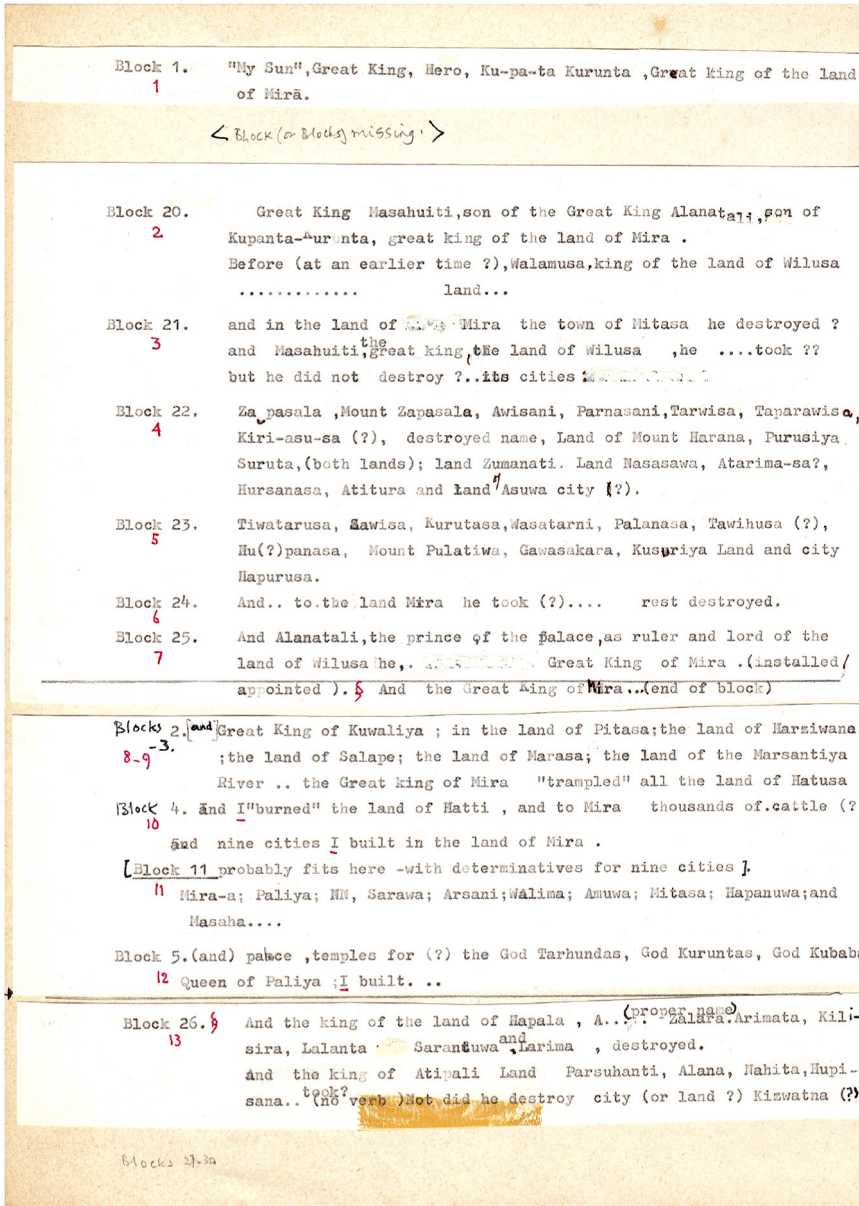 Block 1. "My Sun",Great King, Hero, Ku-pa-ta Kurunta ,Great king of the land
1 of Mirā.
< Block (or Blocks) missing. >
Block 20. Great King Masahuiti,son of the Great King Alanatali,son of
2 Kupanta-Kurunta, great king of the land of Mira .
Before (at an earlier time ?),Walamusa,king of the land of Wilusa
............. land...
Block 21. and in the land of Mira the town of Mitasa he destroyed ?
3 and Masahuiti,the great king,the land of Wilusa ,he ....took ??
but he did not destroy ?..its cities
Block 22. Za pasala ,Mount Zapasala, Awisani, Parnasani,Tarwisa, Taparawisa,
4 Kiri-asu-sa (?), destroyed name, Land of Mount Harana, Purusiya
Suruta,(both lands); land Zumanati. Land Nasasawa, Atarima-sa?,
Hursanasa, Atitura and land of Asuwa city (?).
Block 23. Tiwatarusa, Sawisa, Kurutasa,Wasatarni, Palanasa, Tawihusa (?),
5 Hu(?)panasa, Mount Pulatiwa, Gawasakara, Kusuriya Land and city
Hapurusa.
Block 24. And.. to.the land Mira he took (?).... rest destroyed.
6
Block 25. And Alanatali,the prince of the palace,as ruler and lord of the
7 land of Wilusa he,. Great King of Mira .(installed/
appointed ). § And the Great King of Mira...(end of block)
Blocks 2. [and] Great King of Kuwaliya ; in the land of Pitasa;the land of Harziwana
8-9 -3. ;the land of Salape; the land of Marasa; the land of the Marsantiya
River .. the Great king of Mira "trampled" all the land of Hatusa
Block 4. And I"burned" the land of Hatti , and to Mira thousands of.cattle (?
10 and nine cities I built in the land of Mira .
[Block 11 probably fits here -with determinatives for nine cities ].
11 Mira-a; Paliya; NN, Sarawa; Arsani;Walima; Amuwa; Mitasa; Hapanuwa;and
Masaha....
Block 5.(and) palace ,temples for (?) the God Tarhundas, God Kuruntas, God Kubaba
12 Queen of Paliya ;I built. ..
Block 26.§ And the king of the land of Hapala , A.... (proper name) Zalara.Arimata, Kili-
13 sira, Lalanta Sarantuwa and Larima , destroyed.
And the king of Atipali Land Parsuhanti, Alana, Nahita,Hupi-
sana.. took? (no verb )Not did he destroy city (or land ?) Kizwatna (?)
Blocks 27-30